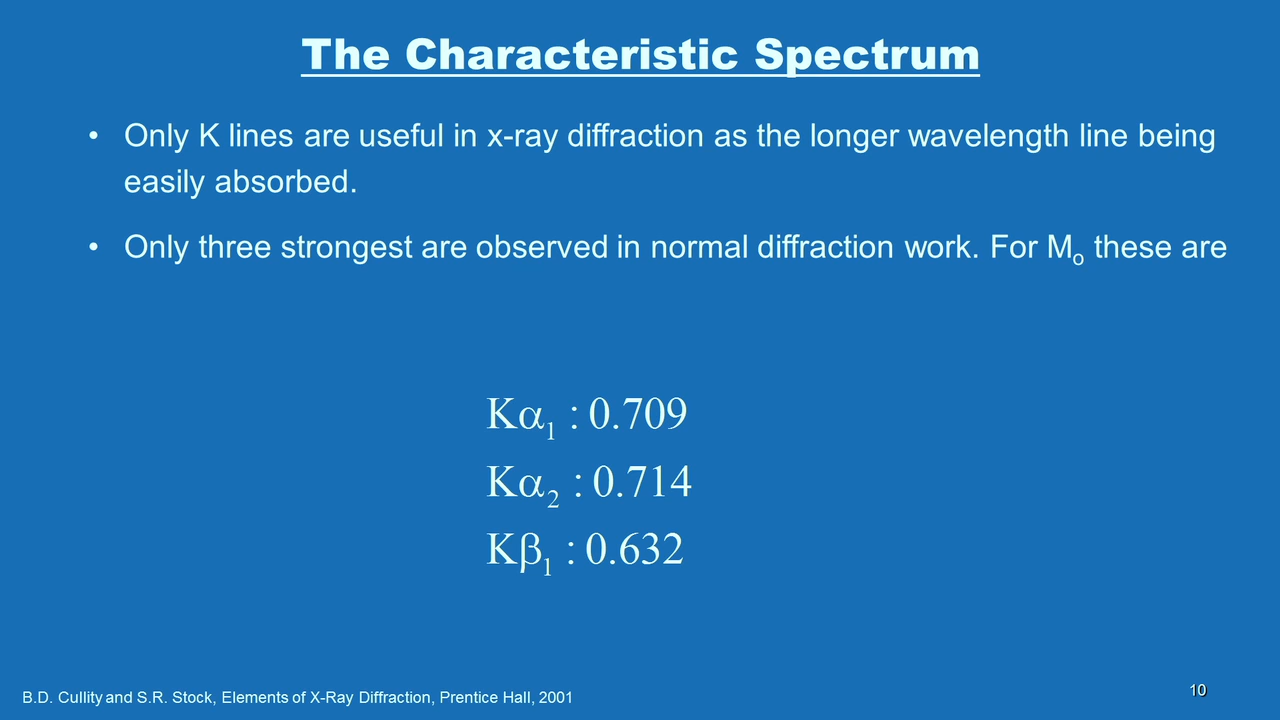 The Characteristic Spectrum
• Only K lines are useful in x-ray diffraction as the longer wavelength line being
easily absorbed.
• Only three strongest are observed in normal diffraction work. For Mₒ these are
Kα₁ : 0.709
Kα₂ : 0.714
Kβ₁ : 0.632
B.D. Cullity and S.R. Stock, Elements of X-Ray Diffraction, Prentice Hall, 2001
10